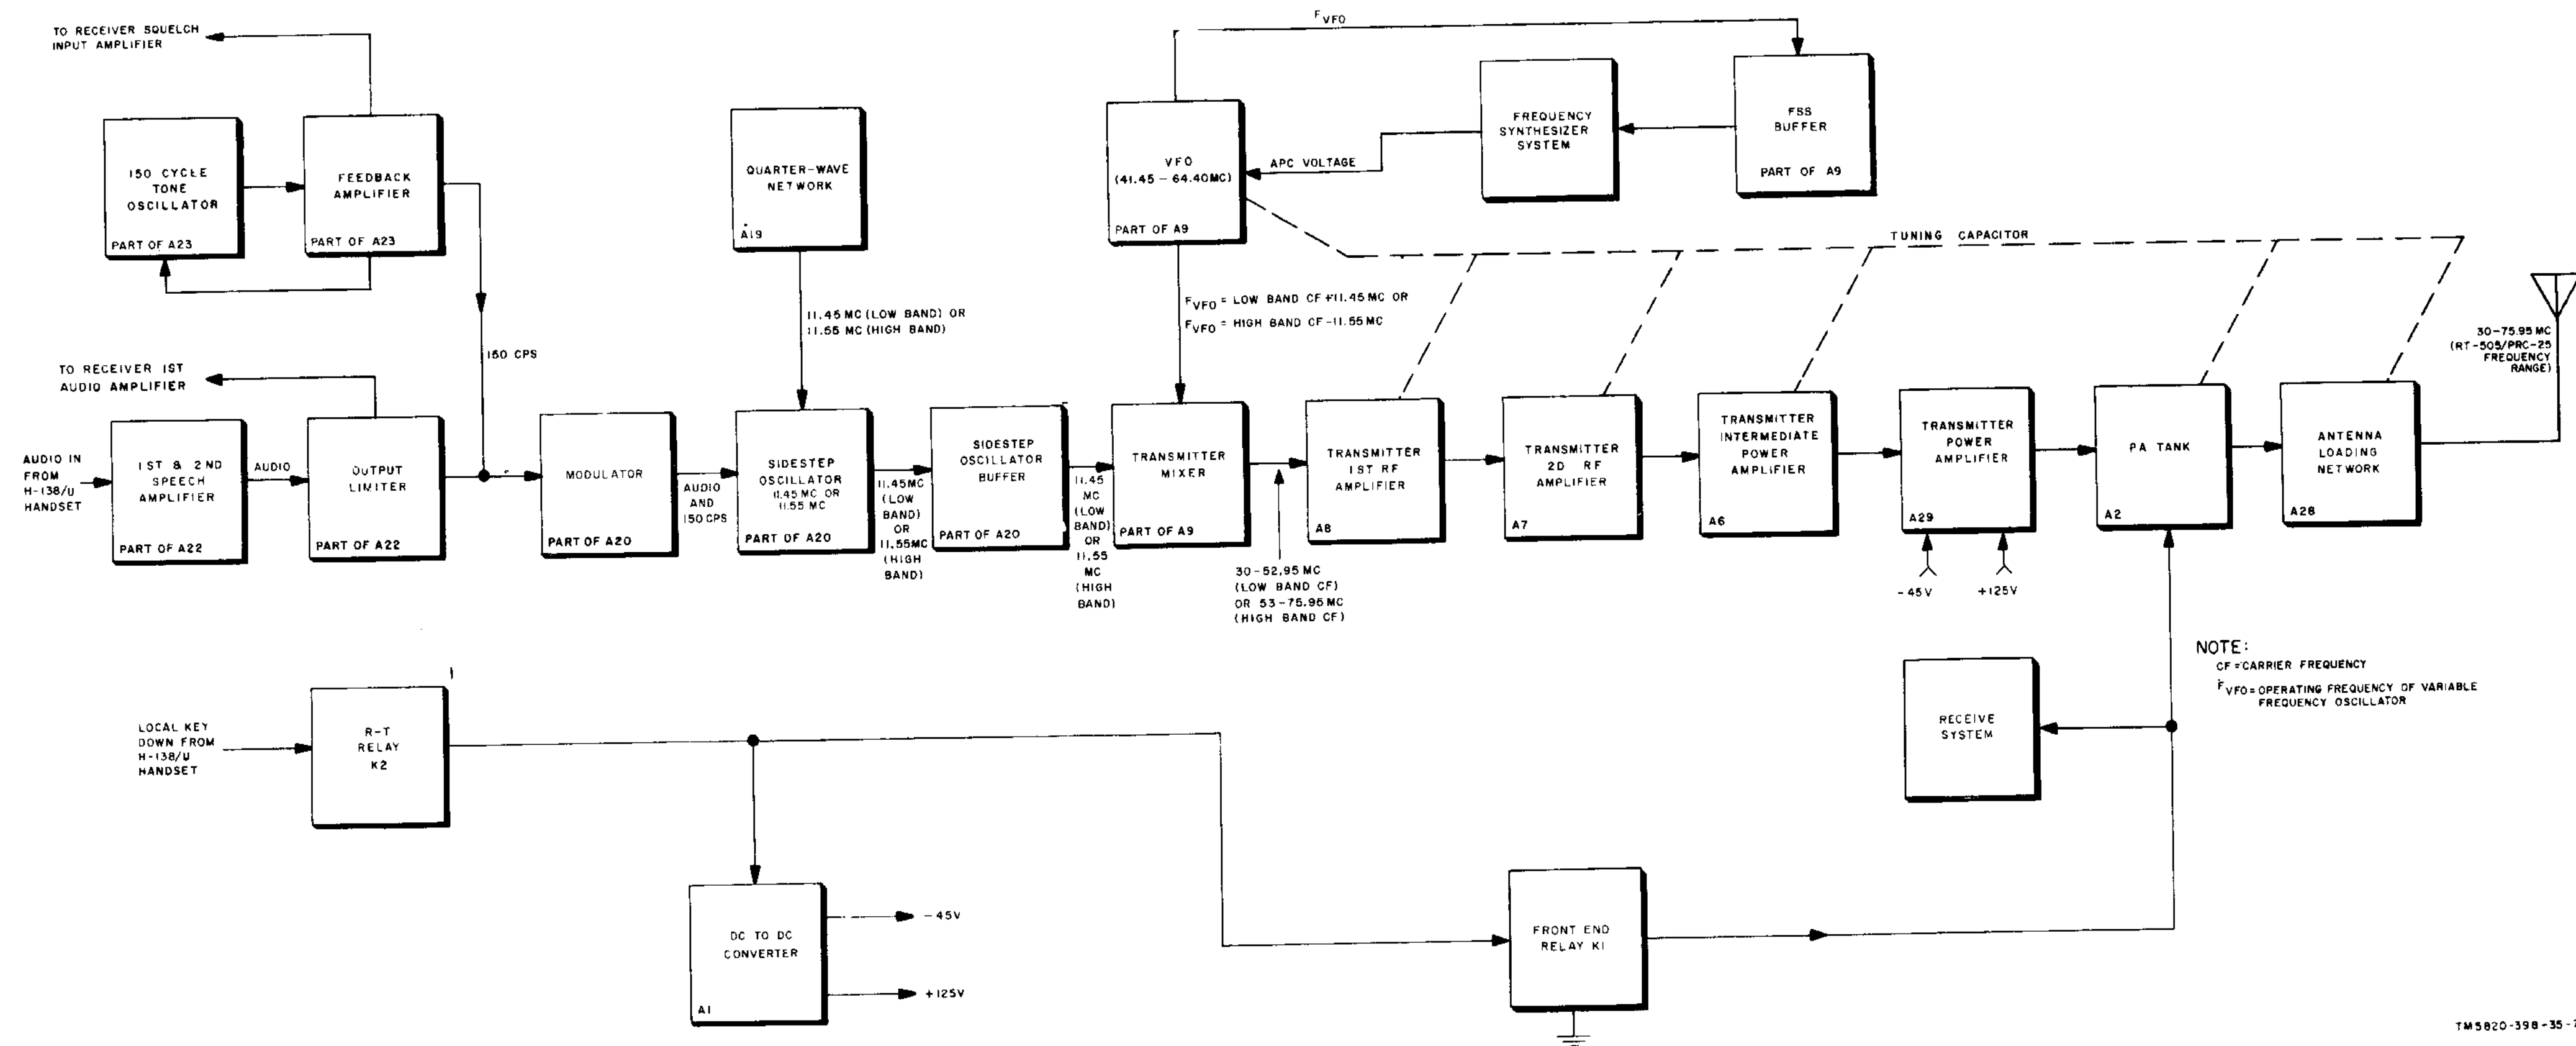 TO RECEIVER SQUELCH
INPUT AMPLIFIER
150 CYCLE
TONE
OSCILLATOR
PART OF A23
FEEDBACK
AMPLIFIER
PART OF A23
150 CPS
QUARTER-WAVE
NETWORK
A19
11.45 MC (LOW BAND) OR
11.55 MC (HIGH BAND)
F VFO
VFO
(41.45 – 64.40MC)
PART OF A9
APC VOLTAGE
FREQUENCY
SYNTHESIZER
SYSTEM
FSS
BUFFER
PART OF A9
TUNING CAPACITOR
F VFO = LOW BAND CF +11.45 MC OR
F VFO = HIGH BAND CF-11.55 MC
30-75.95 MC
(RT-505/PRC-25
FREQUENCY
RANGE)
TO RECEIVER 1ST
AUDIO AMPLIFIER
AUDIO IN
FROM
H-138/U
HANDSET
1ST & 2ND
SPEECH
AMPLIFIER
PART OF A22
AUDIO
OUTPUT
LIMITER
PART OF A22
MODULATOR
PART OF A20
AUDIO
AND
150 CPS
SIDESTEP
OSCILLATOR
11.45 MC OR
11.55 MC
PART OF A20
11.45MC
(LOW
BAND)
OR
11.55MC
(HIGH
BAND)
SIDESTEP
OSCILLATOR
BUFFER
PART OF A20
11.45
MC
(LOW
BAND)
OR
11.55
MC
(HIGH
BAND)
TRANSMITTER
MIXER
PART OF A9
30-52.95 MC
(LOW BAND CF)
OR 53-75.95 MC
(HIGH BAND CF)
TRANSMITTER
1ST RF
AMPLIFIER
A8
TRANSMITTER
2D RF
AMPLIFIER
A7
TRANSMITTER
INTERMEDIATE
POWER
AMPLIFIER
A6
TRANSMITTER
POWER
AMPLIFIER
A29
-45V
+125V
PA TANK
A2
ANTENNA
LOADING
NETWORK
A28
NOTE:
CF = CARRIER FREQUENCY
F VFO = OPERATING FREQUENCY OF VARIABLE
FREQUENCY OSCILLATOR
LOCAL KEY
DOWN FROM
H-138/U
HANDSET
R-T
RELAY
K2
RECEIVE
SYSTEM
DC TO DC
CONVERTER
A1
-45V
+125V
FRONT END
RELAY K1
TM5820-398-35-